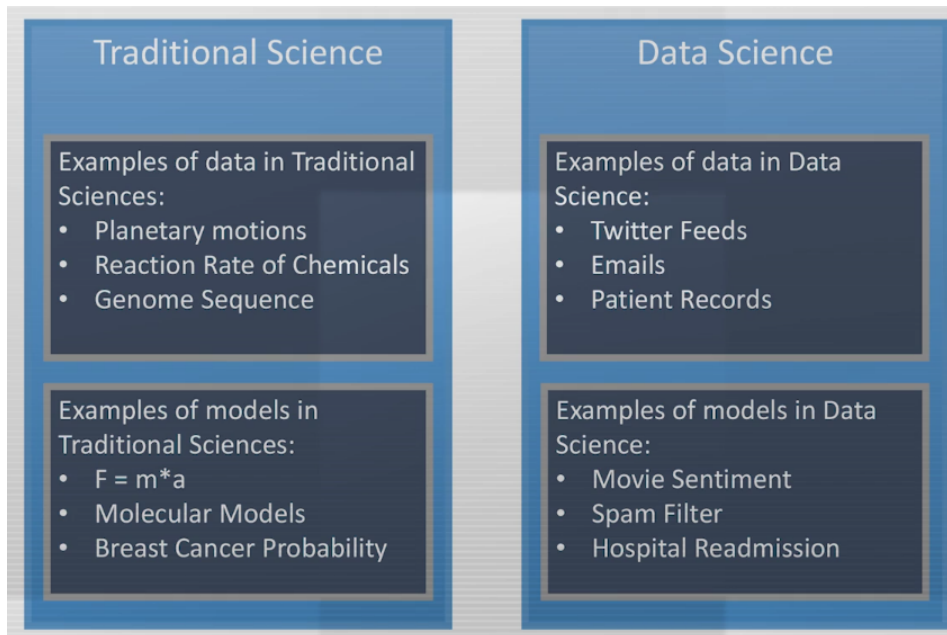 Traditional Science
Examples of data in Traditional
Sciences:
• Planetary motions
• Reaction Rate of Chemicals
• Genome Sequence
Examples of models in
Traditional Sciences:
• F = m*a
• Molecular Models
• Breast Cancer Probability
Data Science
Examples of data in Data
Science:
• Twitter Feeds
• Emails
• Patient Records
Examples of models in Data
Science:
• Movie Sentiment
• Spam Filter
• Hospital Readmission